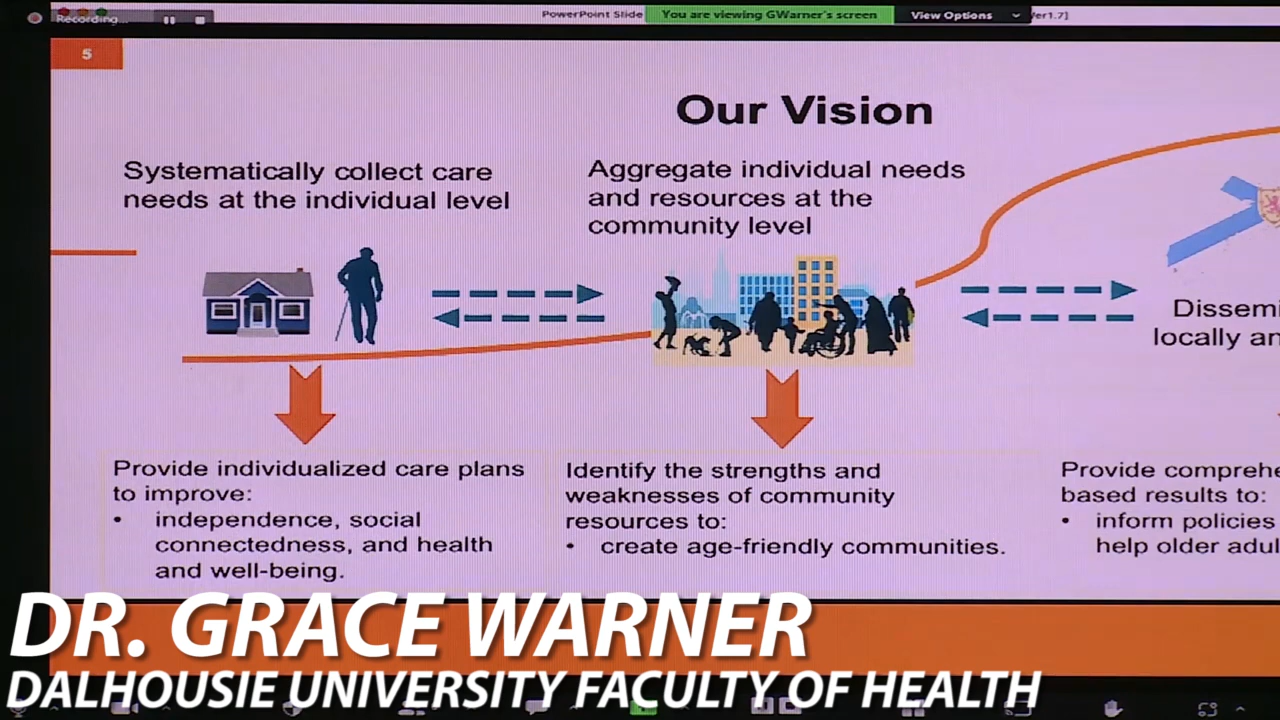 Recording...
PowerPoint Slide
You are viewing GWarner's screen
View Options
Ver1.7]
5
Our Vision
Systematically collect care
needs at the individual level
Aggregate individual needs
and resources at the
community level
Dissemi
locally an
Provide individualized care plans
to improve:
• independence, social
connectedness, and health
and well-being.
Identify the strengths and
weaknesses of community
resources to:
• create age-friendly communities.
Provide comprehe
based results to:
• inform policies
help older adul
DR. GRACE WARNER
DALHOUSIE UNIVERSITY FACULTY OF HEALTH